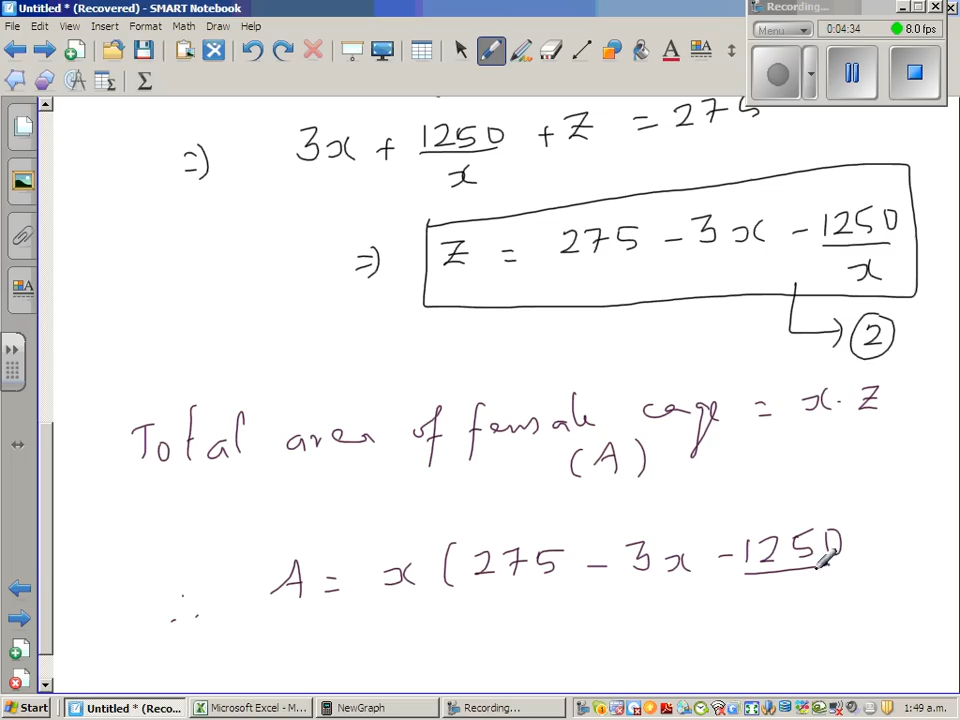 Untitled * (Recovered) - SMART Notebook
Recording...
File Edit View Insert Format Math Draw Help
Menu 0:04:34 8.0 fps
=) 3x + 1250/x + Z = 275
=) Z = 275 - 3x - 1250/x
2
Total area of female cage = x. Z
(A)
∴ A = x ( 275 - 3x - 1250
Start Untitled * (Reco... Microsoft Excel - M... NewGraph Recording... 1:49 a.m.